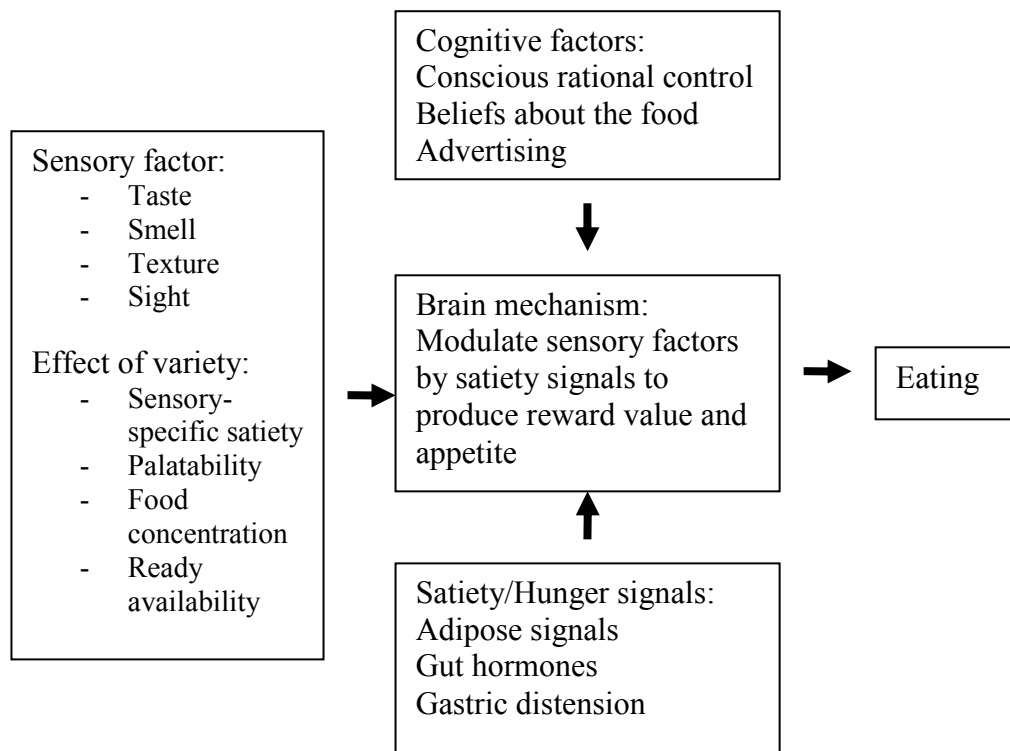 Cognitive factors:
Conscious rational control
Beliefs about the food
Advertising
Sensory factor:
- Taste
- Smell
- Texture
- Sight
Effect of variety:
- Sensory-
specific satiety
- Palatability
- Food
concentration
- Ready
availability
Brain mechanism:
Modulate sensory factors
by satiety signals to
produce reward value and
appetite
Eating
Satiety/Hunger signals:
Adipose signals
Gut hormones
Gastric distension